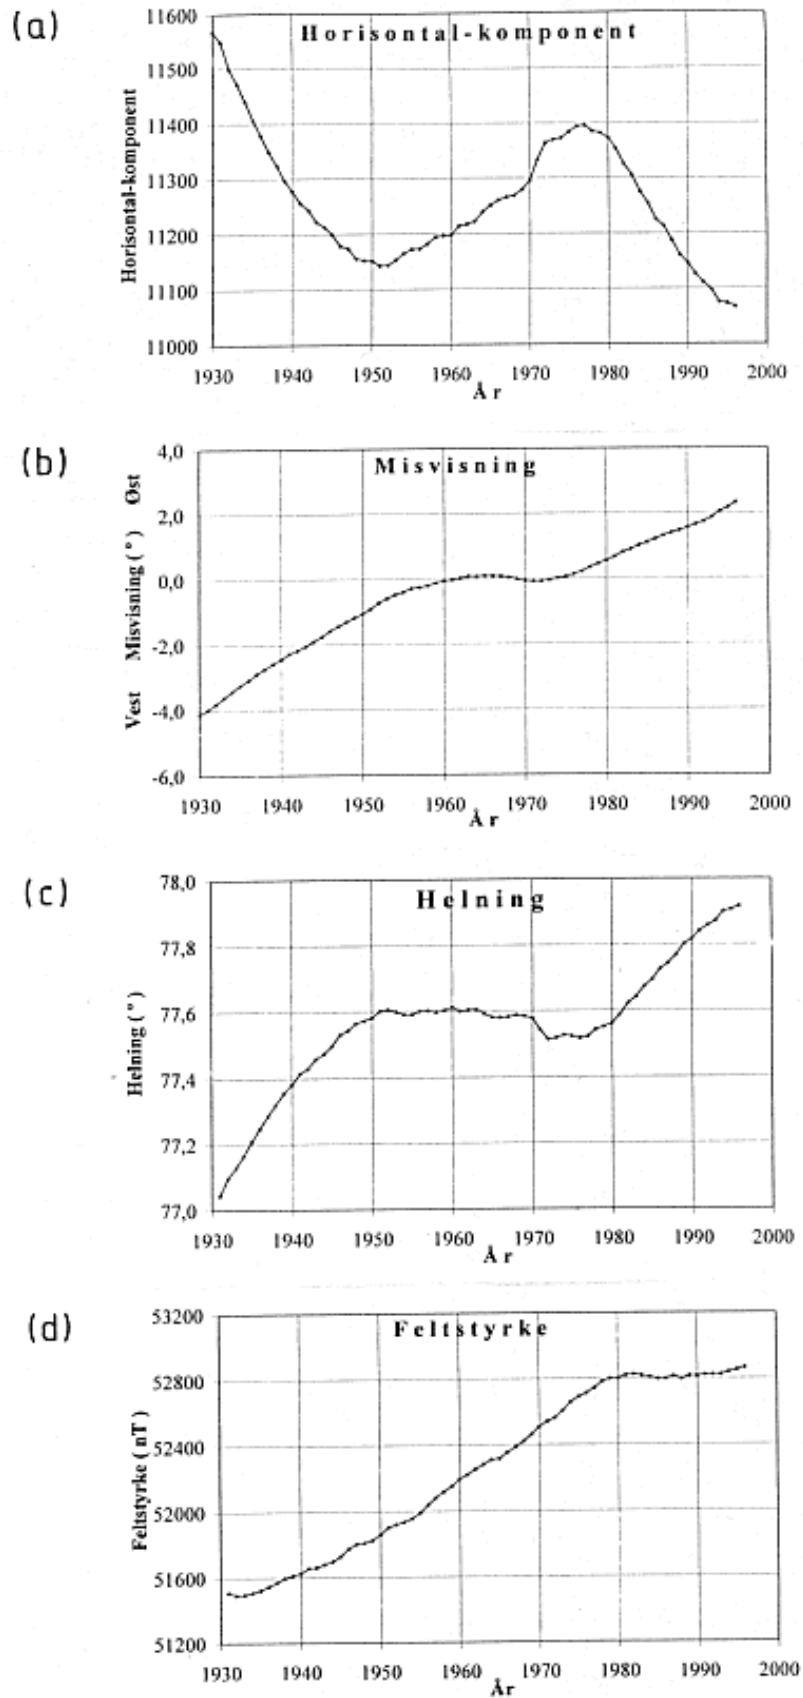 (a)
Horisontal-komponent
Horisontal-komponent
11600
11500
11400
11300
11200
11100
11000
1930 1940 1950 1960 1970 1980 1990 2000
År
(b)
Misvisning
Vest Misvisning ( ° ) Øst
4,0
2,0
0,0
-2,0
-4,0
-6,0
1930 1940 1950 1960 1970 1980 1990 2000
År
(c)
Helning
Helning ( ° )
78,0
77,8
77,6
77,4
77,2
77,0
1930 1940 1950 1960 1970 1980 1990 2000
År
(d)
Feltstyrke
Feltstyrke ( nT )
53200
52800
52400
52000
51600
51200
1930 1940 1950 1960 1970 1980 1990 2000
År